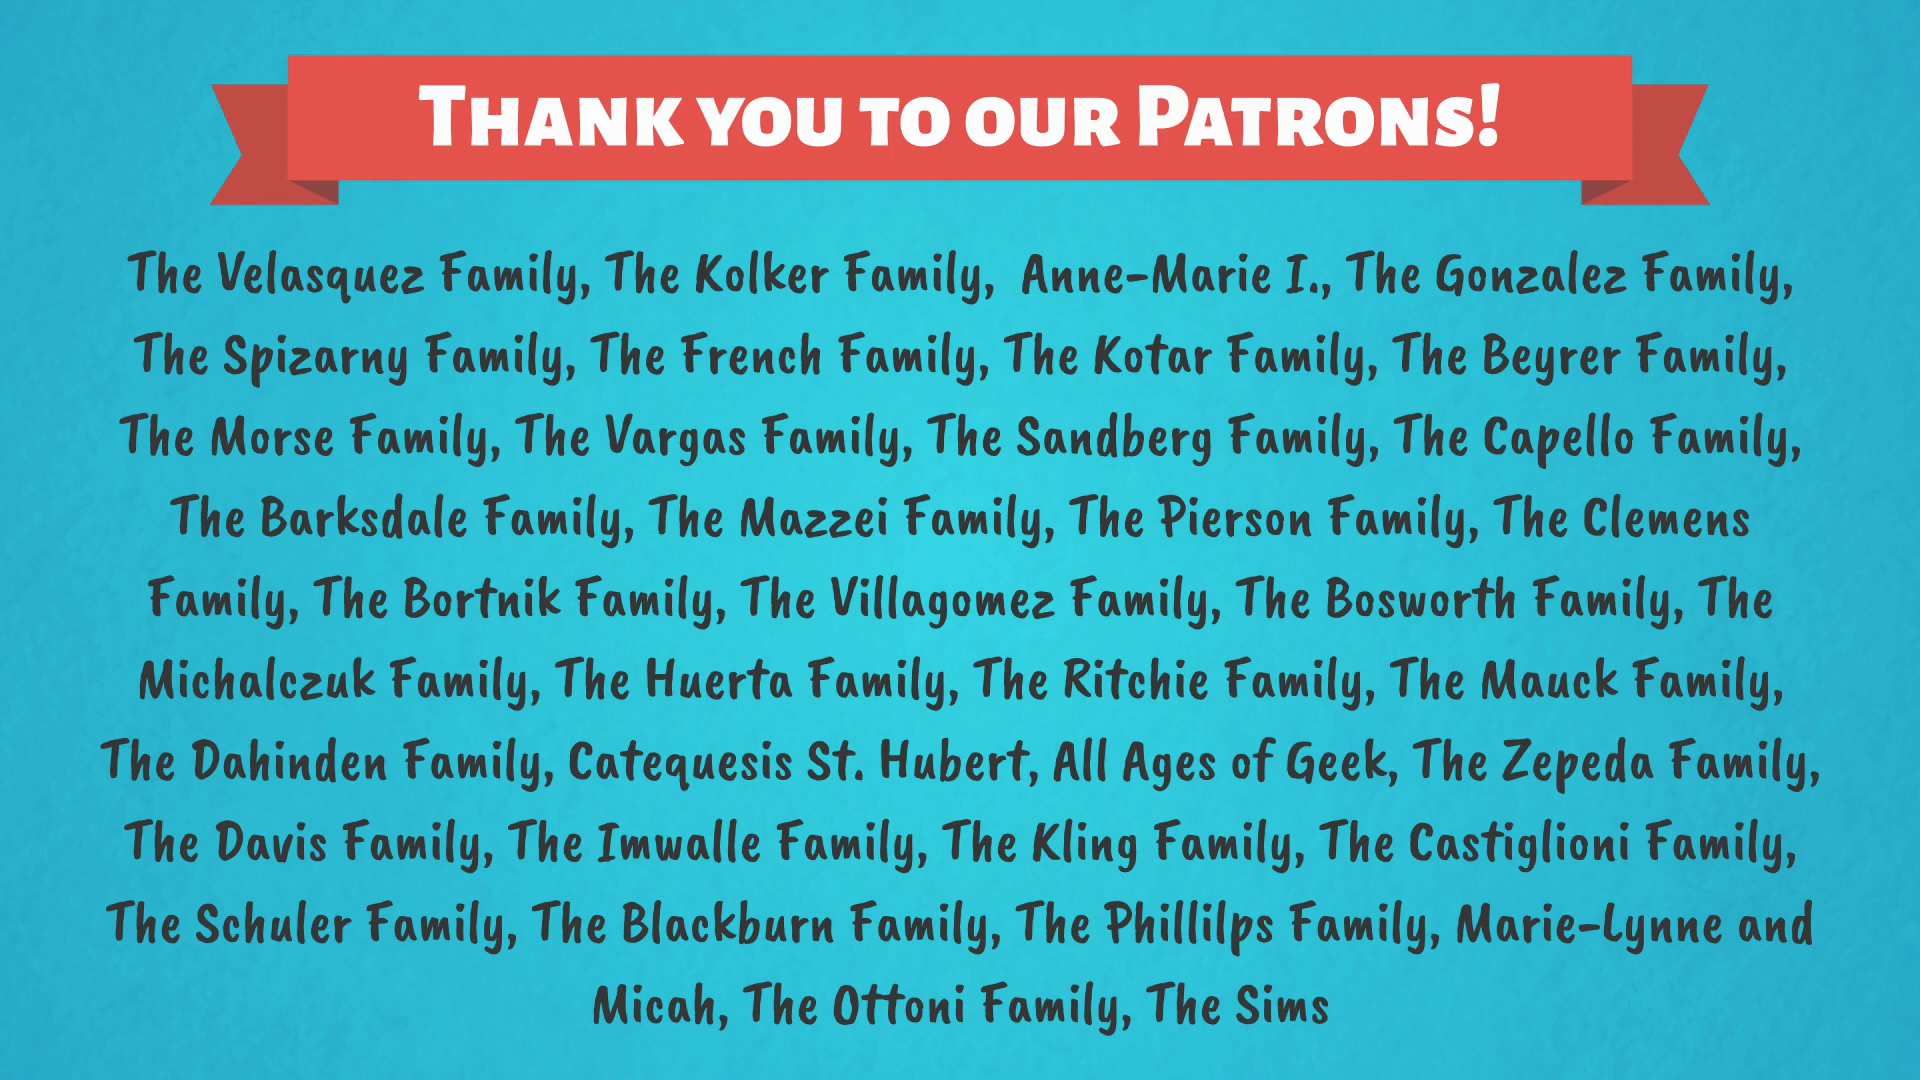 Thank you to our Patrons!
The Velasquez Family, The Kolker Family, Anne-Marie I., The Gonzalez Family,
The Spizarny Family, The French Family, The Kotar Family, The Beyrer Family,
The Morse Family, The Vargas Family, The Sandberg Family, The Capello Family,
The Barksdale Family, The Mazzei Family, The Pierson Family, The Clemens
Family, The Bortnik Family, The Villagomez Family, The Bosworth Family, The
Michalczuk Family, The Huerta Family, The Ritchie Family, The Mauck Family,
The Dahinden Family, Catequesis St. Hubert, All Ages of Geek, The Zepeda Family,
The Davis Family, The Imwalle Family, The Kling Family, The Castiglioni Family,
The Schuler Family, The Blackburn Family, The Phillilps Family, Marie-Lynne and
Micah, The Ottoni Family, The Sims